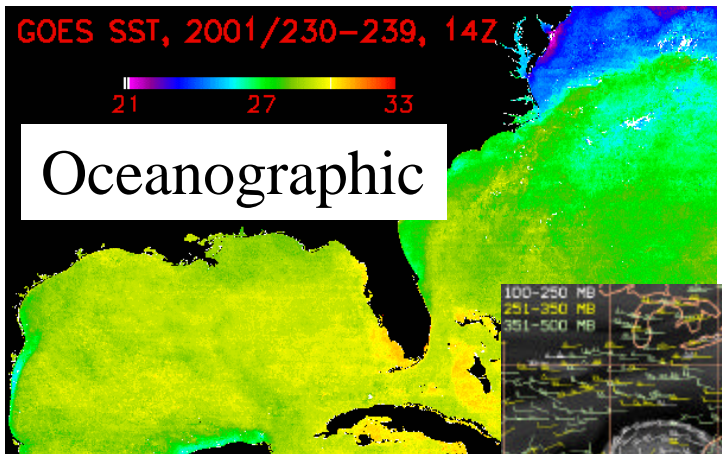 GOES SST, 2001/230-239, 14Z
21 27 33
Oceanographic
100-250 MB
251-350 MB
351-500 MB